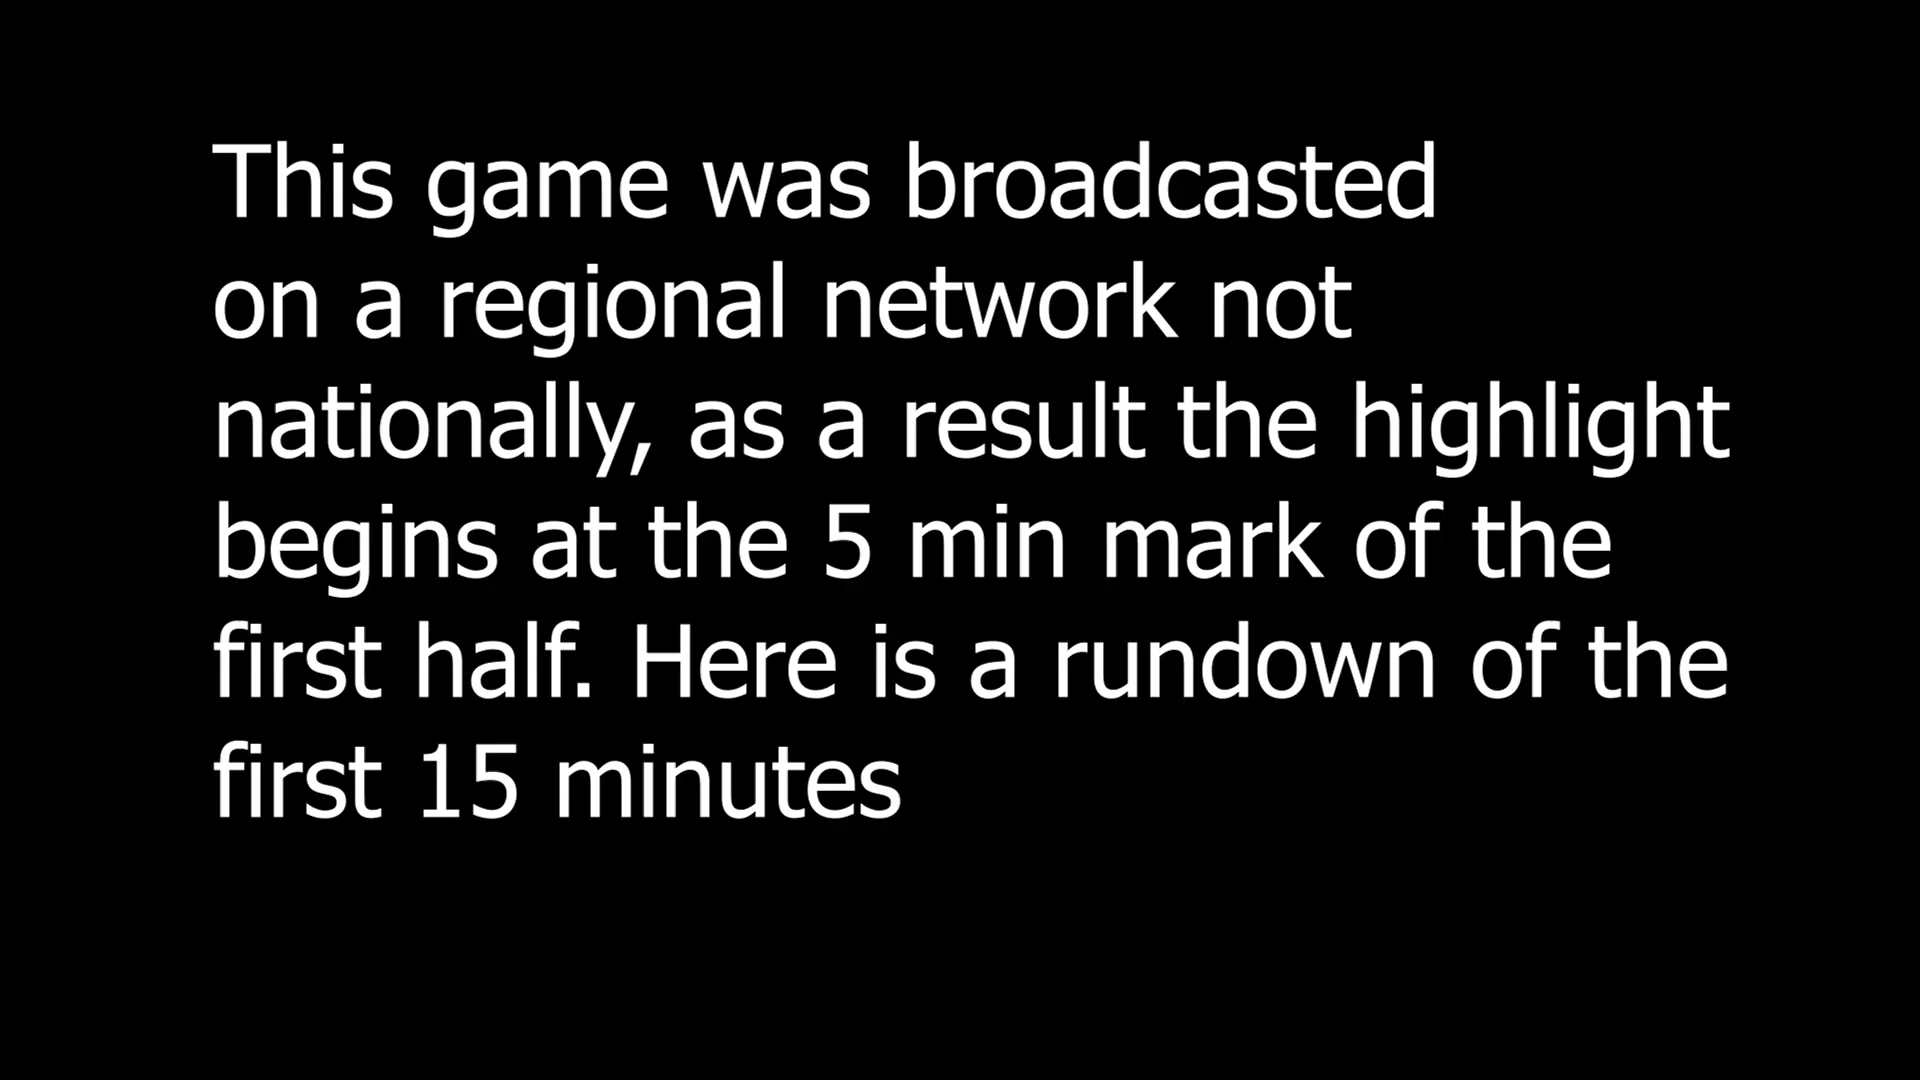 This game was broadcasted
on a regional network not
nationally, as a result the highlight
begins at the 5 min mark of the
first half. Here is a rundown of the
first 15 minutes